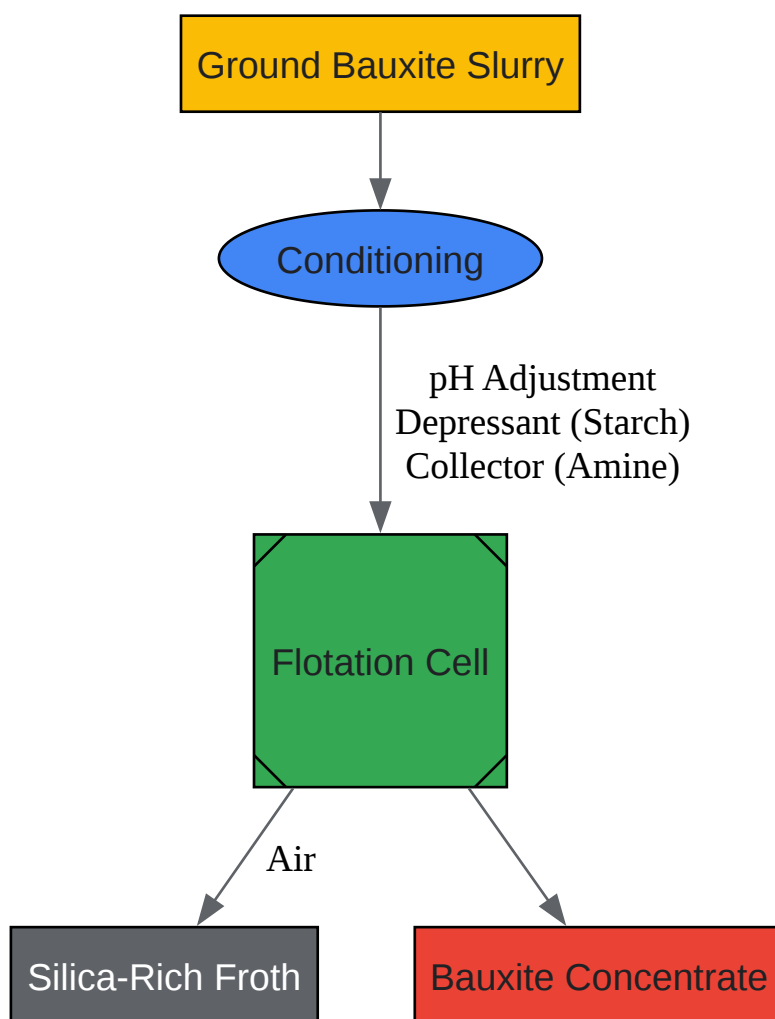 Ground Bauxite Slurry
Conditioning
pH Adjustment
Depressant (Starch)
Collector (Amine)
Flotation Cell
Air
Silica-Rich Froth
Bauxite Concentrate